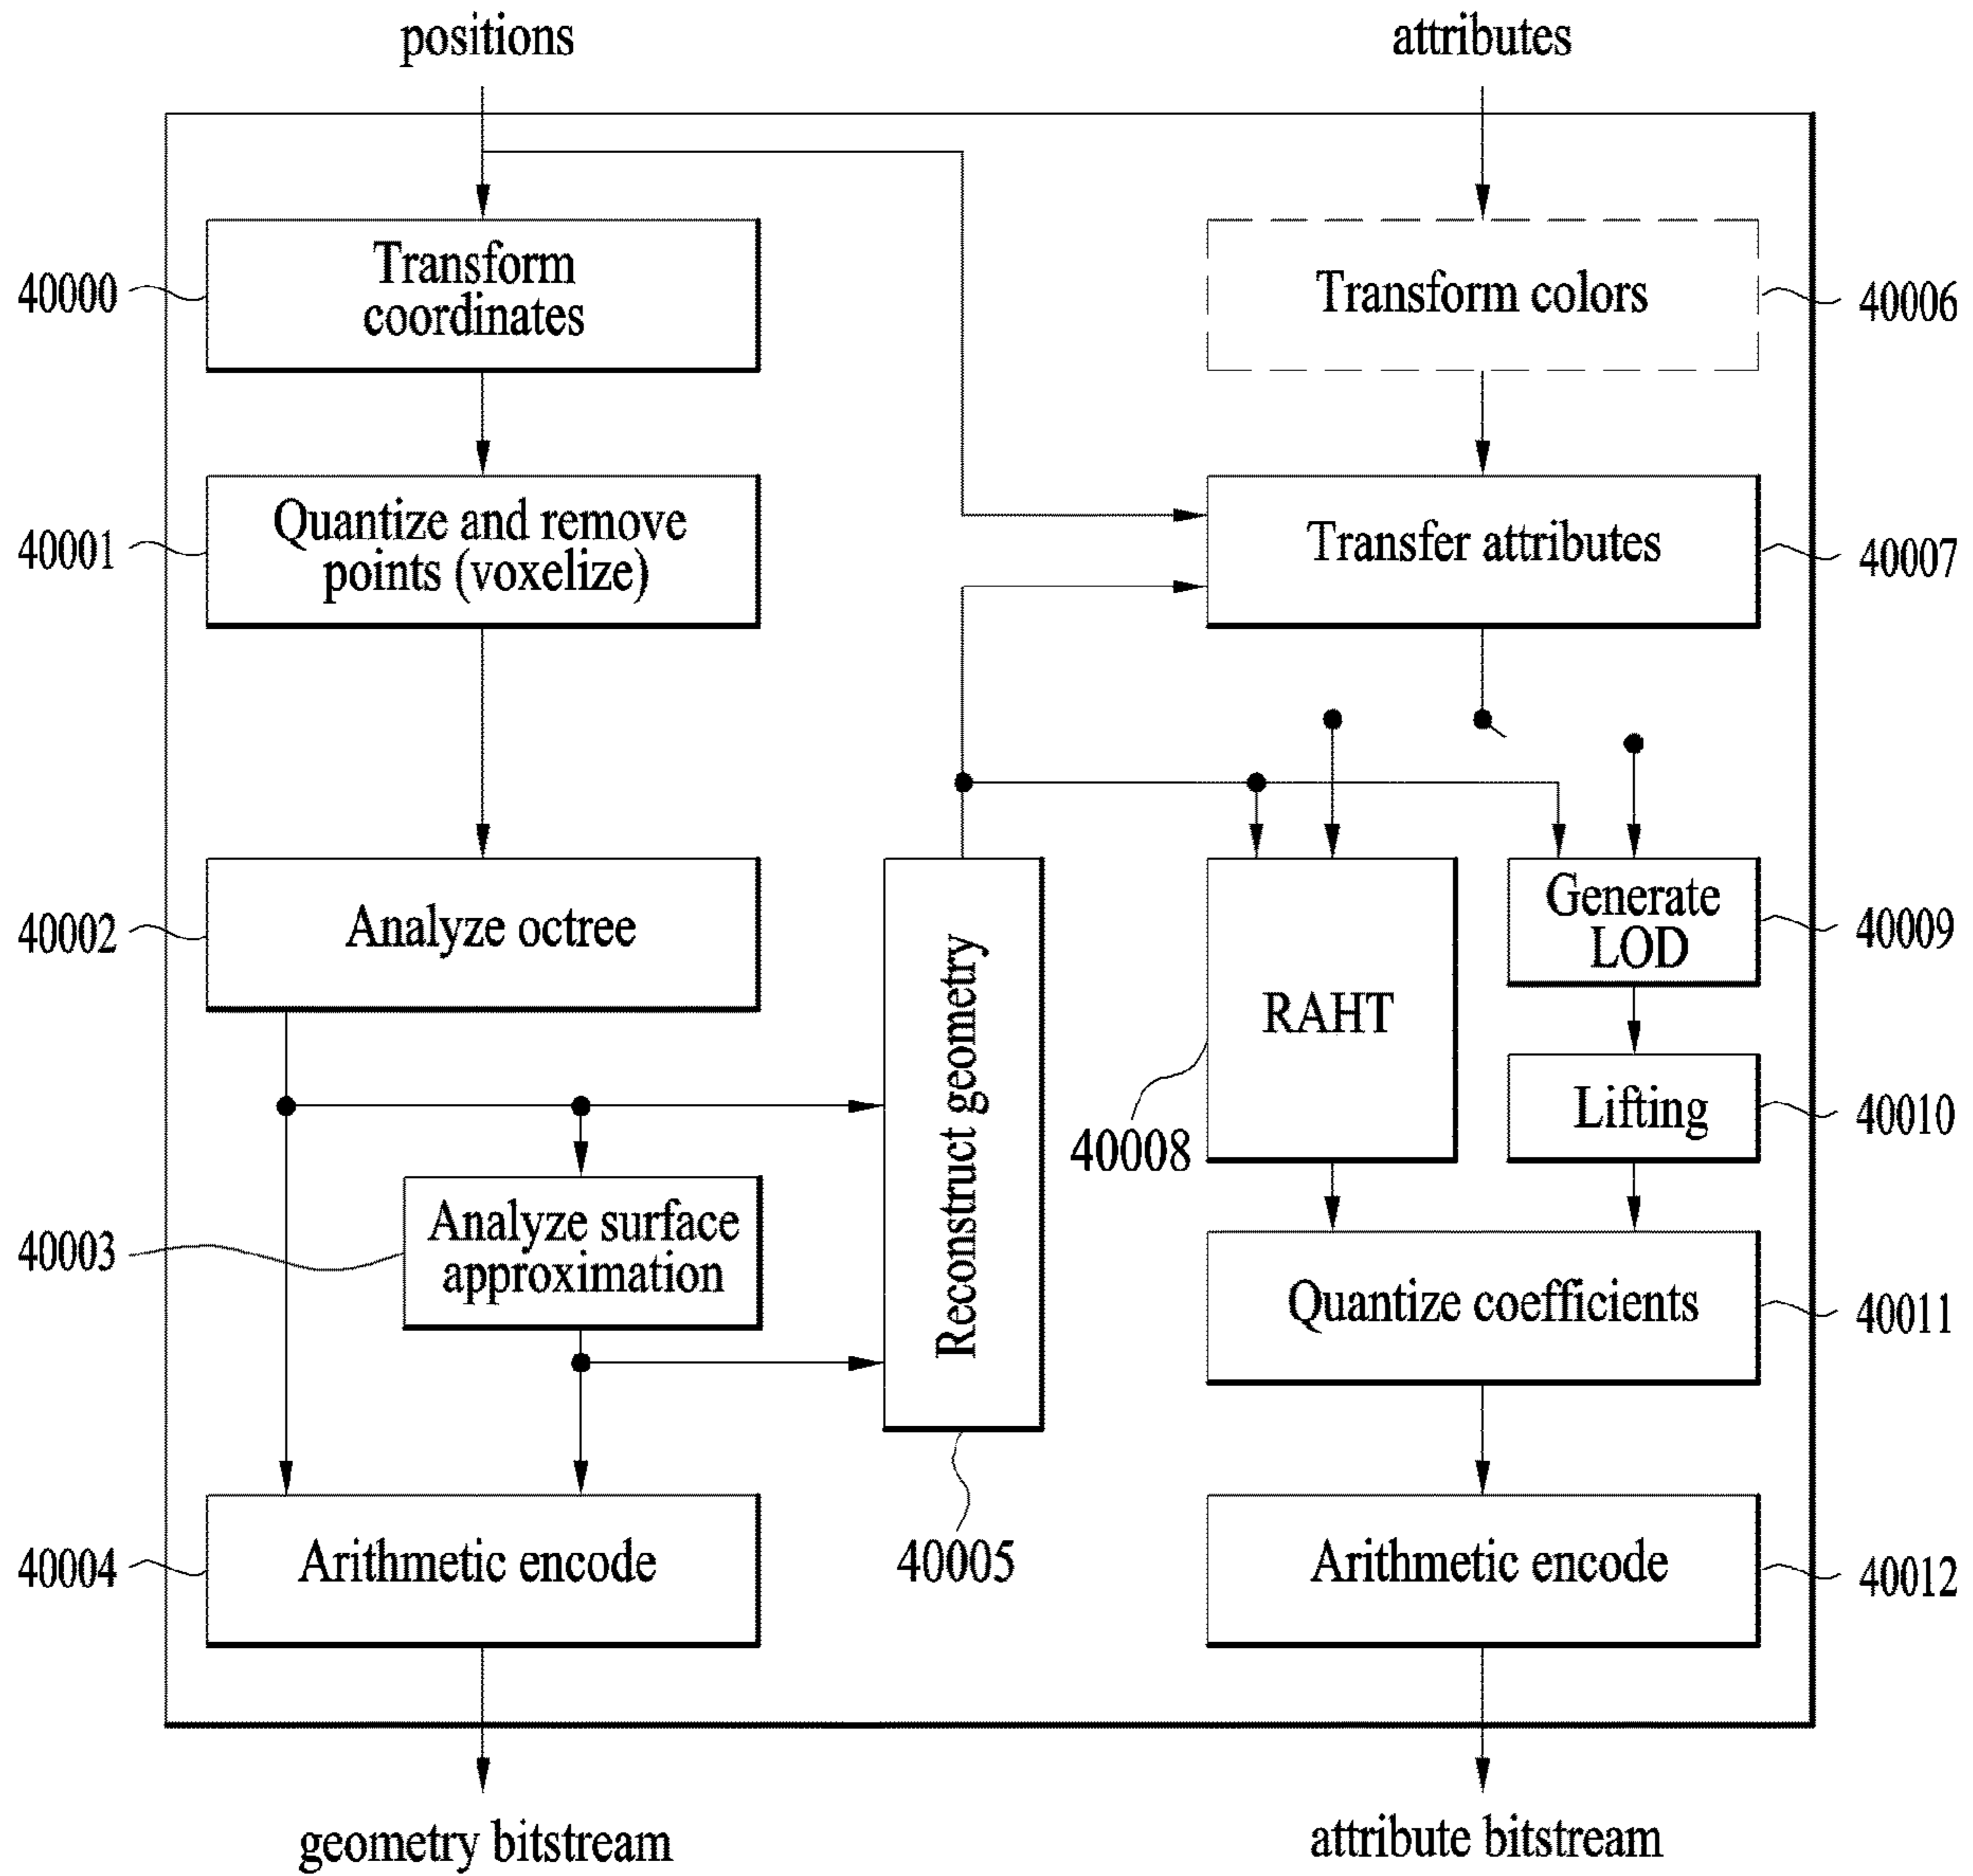 positions
attributes
40000
Transform
coordinates
Transform colors
40006
40001
Quantize and remove
points (voxelize)
Transfer attributes
40007
40002
Analyze octree
Reconstruct geometry
RAHT
Generate
LOD
40009
40008
Lifting
40010
40003
Analyze surface
approximation
Quantize coefficients
40011
40004
Arithmetic encode
40005
Arithmetic encode
40012
geometry bitstream
attribute bitstream